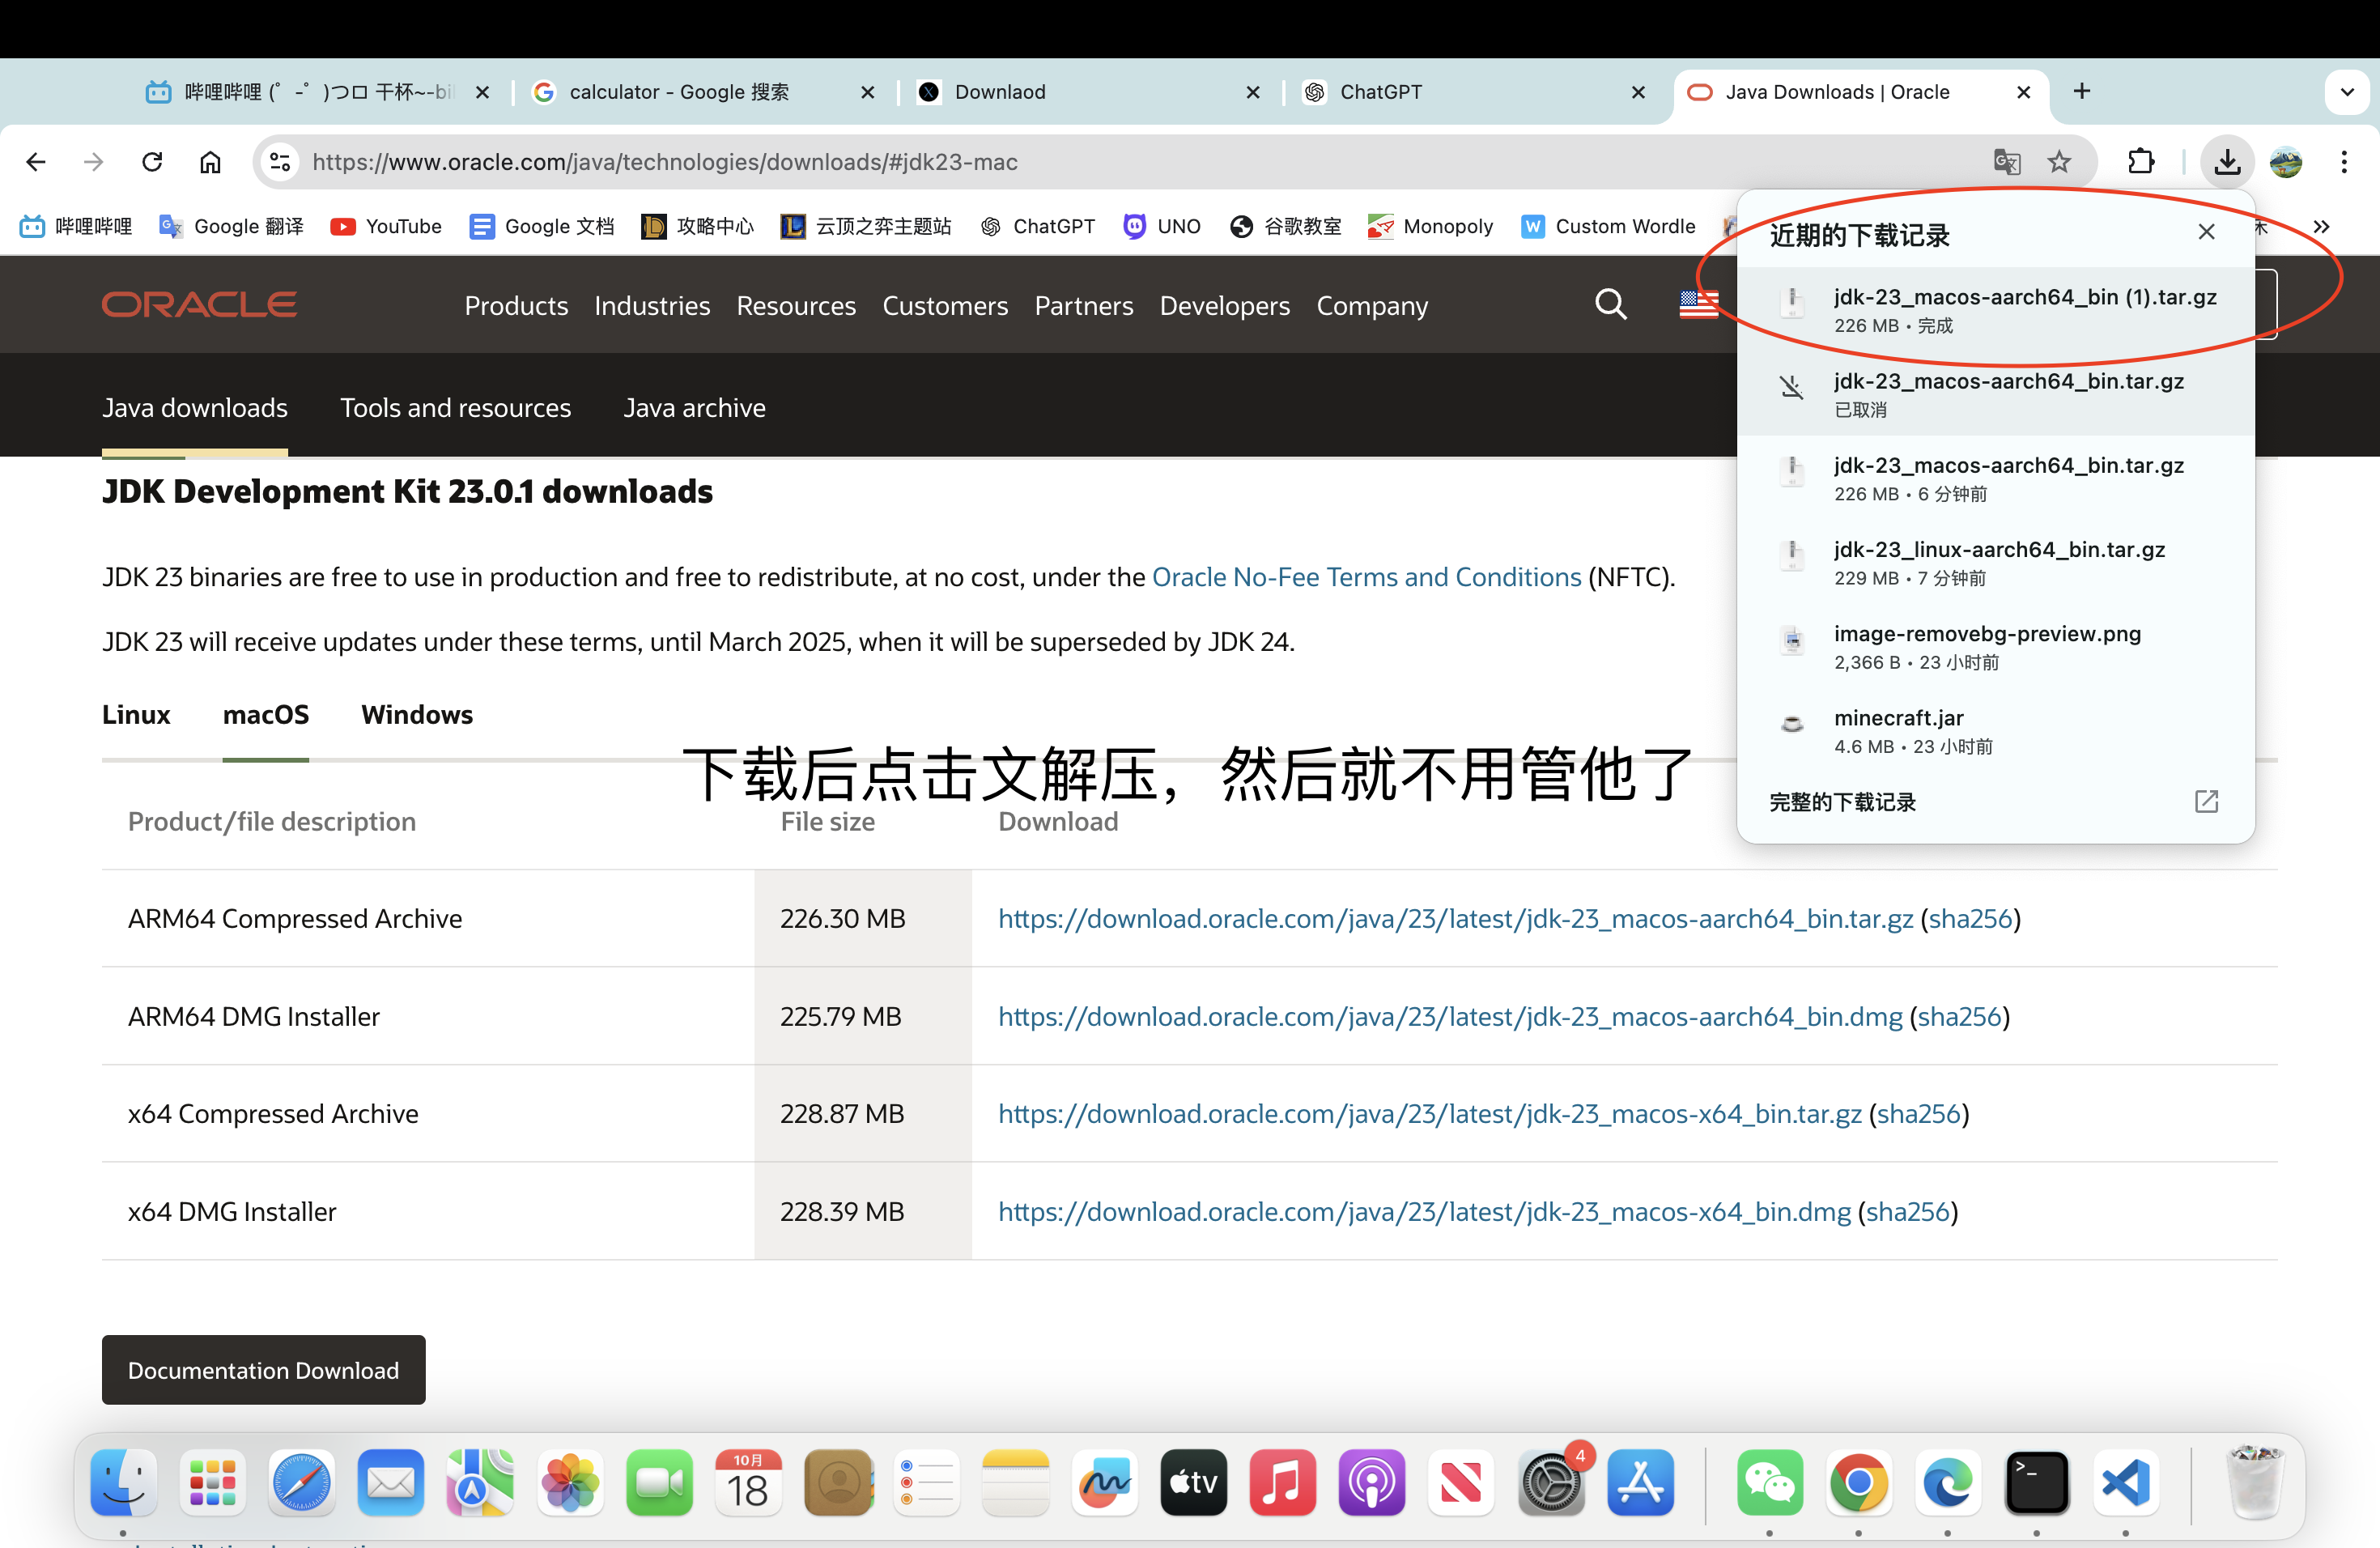 哔哩哔哩 (゜-゜)つロ 干杯~-bi
calculator - Google 搜索
Downlaod
ChatGPT
Java Downloads | Oracle
https://www.oracle.com/java/technologies/downloads/#jdk23-mac
哔哩哔哩
Google 翻译
YouTube
Google 文档
攻略中心
云顶之弈主题站
ChatGPT
UNO
谷歌教室
Monopoly
Custom Wordle
近期的下载记录
jdk-23_macos-aarch64_bin (1).tar.gz
226 MB • 完成
jdk-23_macos-aarch64_bin.tar.gz
已取消
jdk-23_macos-aarch64_bin.tar.gz
226 MB • 6 分钟前
jdk-23_linux-aarch64_bin.tar.gz
229 MB • 7 分钟前
image-removebg-preview.png
2,366 B • 23 小时前
minecraft.jar
4.6 MB • 23 小时前
完整的下载记录
ORACLE
Products Industries Resources Customers Partners Developers Company
Java downloads Tools and resources Java archive
JDK Development Kit 23.0.1 downloads
JDK 23 binaries are free to use in production and free to redistribute, at no cost, under the Oracle No-Fee Terms and Conditions (NFTC).
JDK 23 will receive updates under these terms, until March 2025, when it will be superseded by JDK 24.
Linux macOS Windows
下载后点击文解压，然后就不用管他了
Product/file description File size Download
ARM64 Compressed Archive 226.30 MB https://download.oracle.com/java/23/latest/jdk-23_macos-aarch64_bin.tar.gz (sha256)
ARM64 DMG Installer 225.79 MB https://download.oracle.com/java/23/latest/jdk-23_macos-aarch64_bin.dmg (sha256)
x64 Compressed Archive 228.87 MB https://download.oracle.com/java/23/latest/jdk-23_macos-x64_bin.tar.gz (sha256)
x64 DMG Installer 228.39 MB https://download.oracle.com/java/23/latest/jdk-23_macos-x64_bin.dmg (sha256)
Documentation Download
10月
18
tv
4